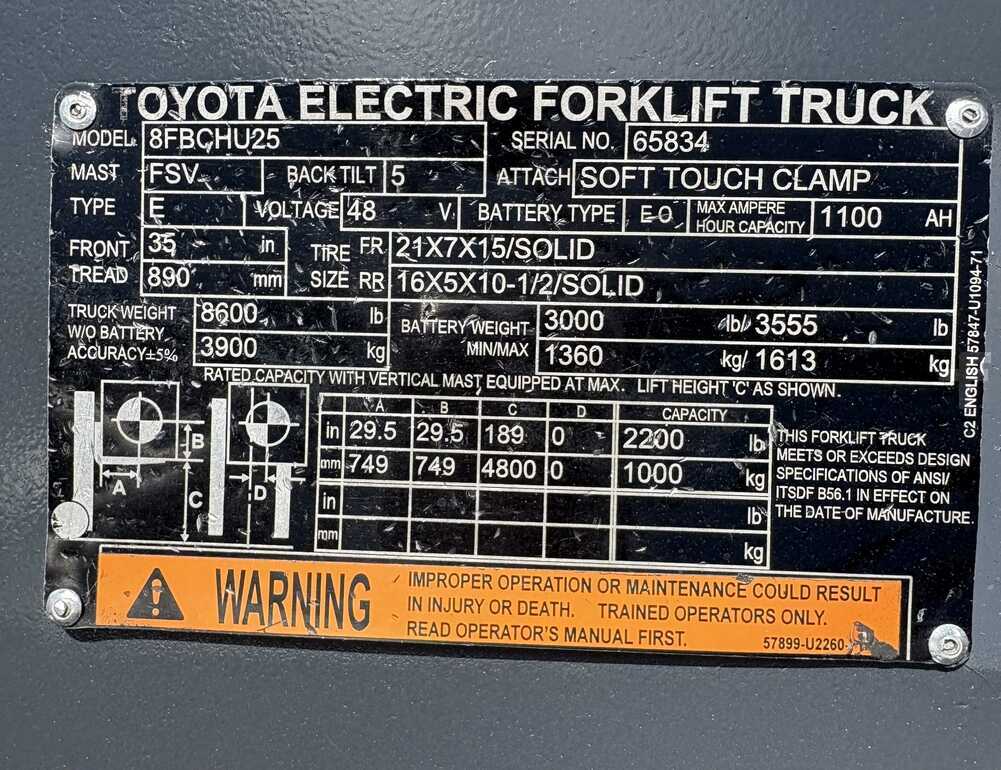 TOYOTA ELECTRIC FORKLIFT TRUCK
MODEL 8FBCHU25 SERIAL NO. 65834
MAST FSV BACK TILT 5 ATTACH SOFT TOUCH CLAMP
TYPE E VOLTAGE 48 V BATTERY TYPE E O MAX AMPERE HOUR CAPACITY 1100 AH
FRONT TREAD 35 in TIRE SIZE FR 21X7X15/SOLID
890 mm RR 16X5X10-1/2/SOLID
TRUCK WEIGHT 8600 lb BATTERY WEIGHT 3000 lb/ 3555 lb
W/O BATTERY
ACCURACY±5% 3900 kg MIN/MAX 1360 kg/ 1613 kg
RATED CAPACITY WITH VERTICAL MAST EQUIPPED AT MAX. LIFT HEIGHT 'C' AS SHOWN.
A B C D CAPACITY
in 29.5 29.5 189 0 2200 lb
mm 749 749 4800 0 1000 kg
in lb
mm kg
B
A
C
D
THIS FORKLIFT TRUCK
MEETS OR EXCEEDS DESIGN
SPECIFICATIONS OF ANSI/
ITSDF B56.1 IN EFFECT ON
THE DATE OF MANUFACTURE.
C2 ENGLISH 57847-U1094-71
WARNING
IMPROPER OPERATION OR MAINTENANCE COULD RESULT
IN INJURY OR DEATH. TRAINED OPERATORS ONLY.
READ OPERATOR'S MANUAL FIRST.
57899-U2260-